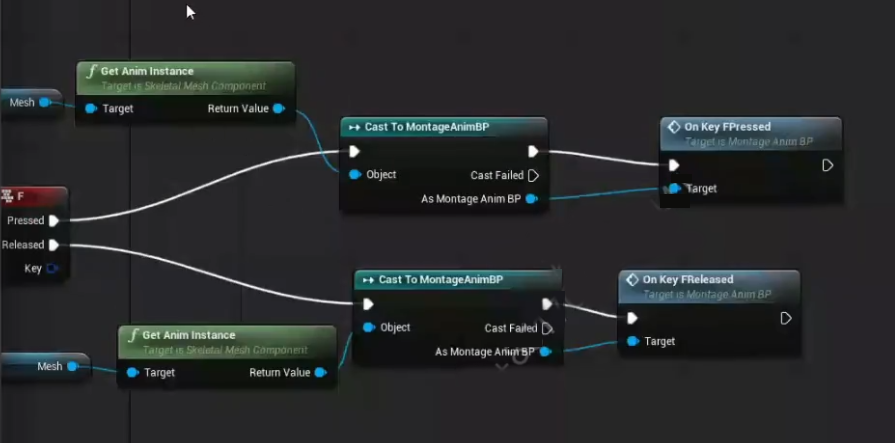 Get Anim Instance
Target is Skeletal Mesh Component
Mesh
Target
Return Value
Cast To MontageAnimBP
Object
Cast Failed
As Montage Anim BP
On Key FPressed
Target is Montage Anim BP
Target
F
Pressed
Released
Key
Cast To MontageAnimBP
Object
Cast Failed
As Montage Anim BP
On Key FReleased
Target is Montage Anim BP
Target
Get Anim Instance
Target is Skeletal Mesh Component
Mesh
Target
Return Value